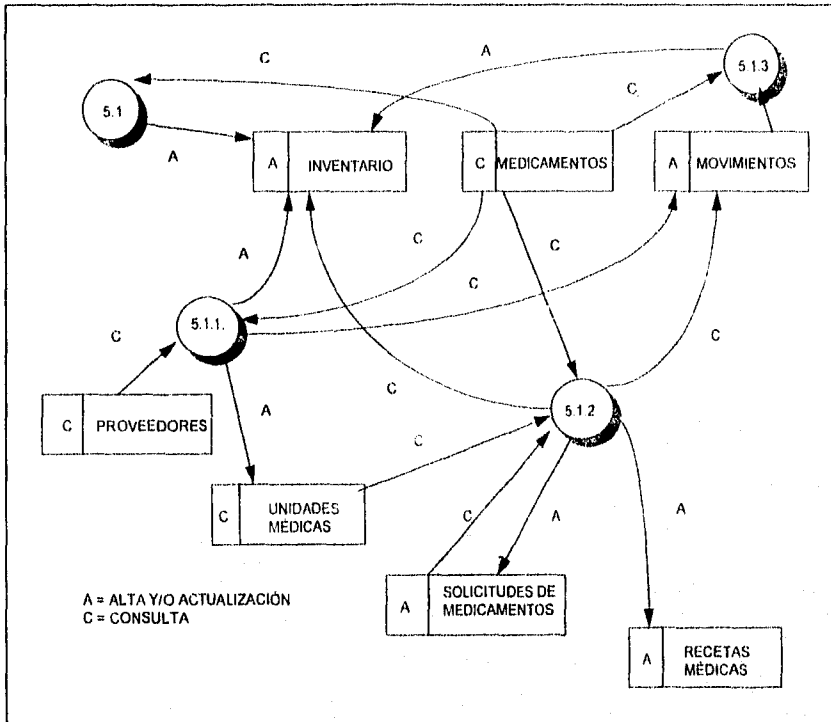 C
A
5.1.3
5.1
C
A
A INVENTARIO
C MEDICAMENTOS
A MOVIMIENTOS
C
C
A
C
5.1.1.
C
C
C
5.1.2
C PROVEEDORES
A
C
C UNIDADES
MÉDICAS
C
A
A
A SOLICITUDES DE
MEDICAMENTOS
A = ALTA Y/O ACTUALIZACIÓN
C = CONSULTA
A RECETAS
MÉDICAS